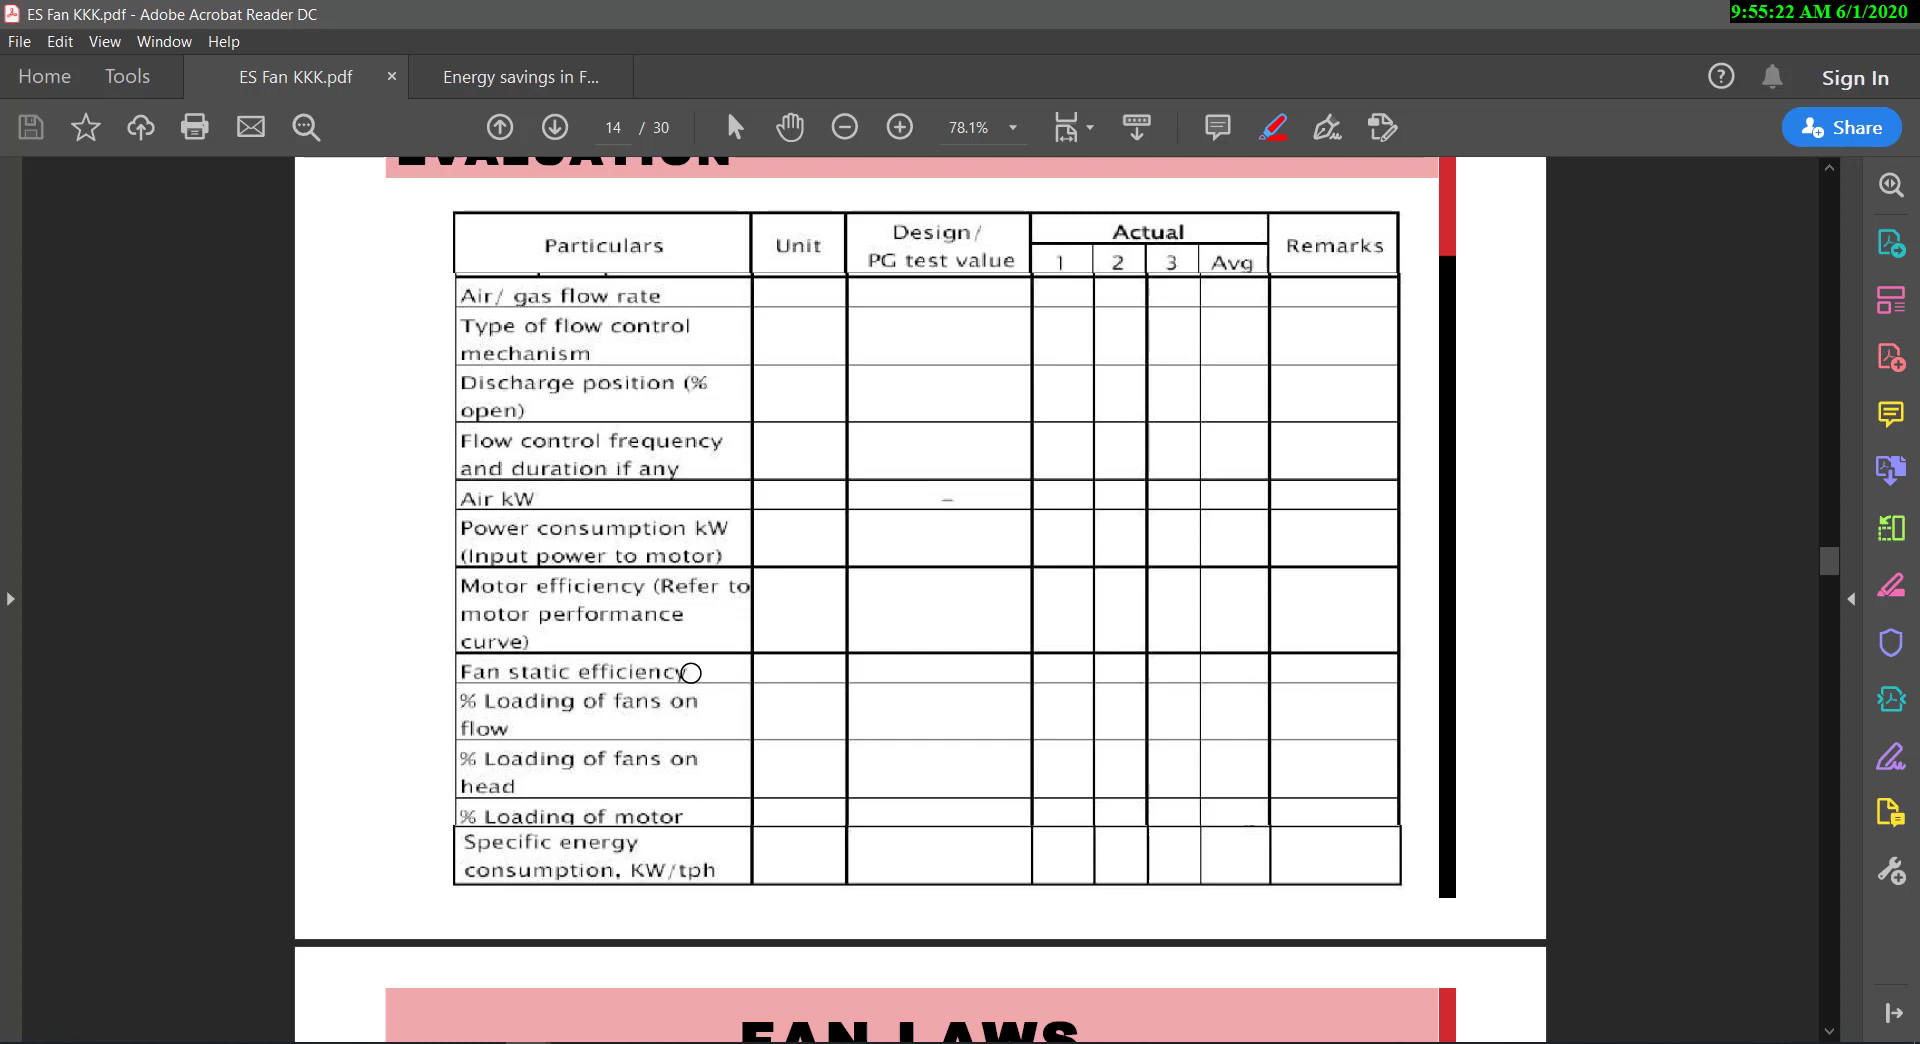 ES Fan KKK.pdf - Adobe Acrobat Reader DC
9:55:22 AM 6/1/2020
File Edit View Window Help
Home Tools ES Fan KKK.pdf × Energy savings in F... Sign In
14 / 30 78.1% Share
EVALUATION
Particulars Unit Design/ PG test value Actual Remarks
1 2 3 Avg
Air/ gas flow rate
Type of flow control
mechanism
Discharge position (%
open)
Flow control frequency
and duration if any
Air kW –
Power consumption kW
(Input power to motor)
Motor efficiency (Refer to
motor performance
curve)
Fan static efficiency
% Loading of fans on
flow
% Loading of fans on
head
% Loading of motor
Specific energy
consumption, KW/tph
FAN LAWS